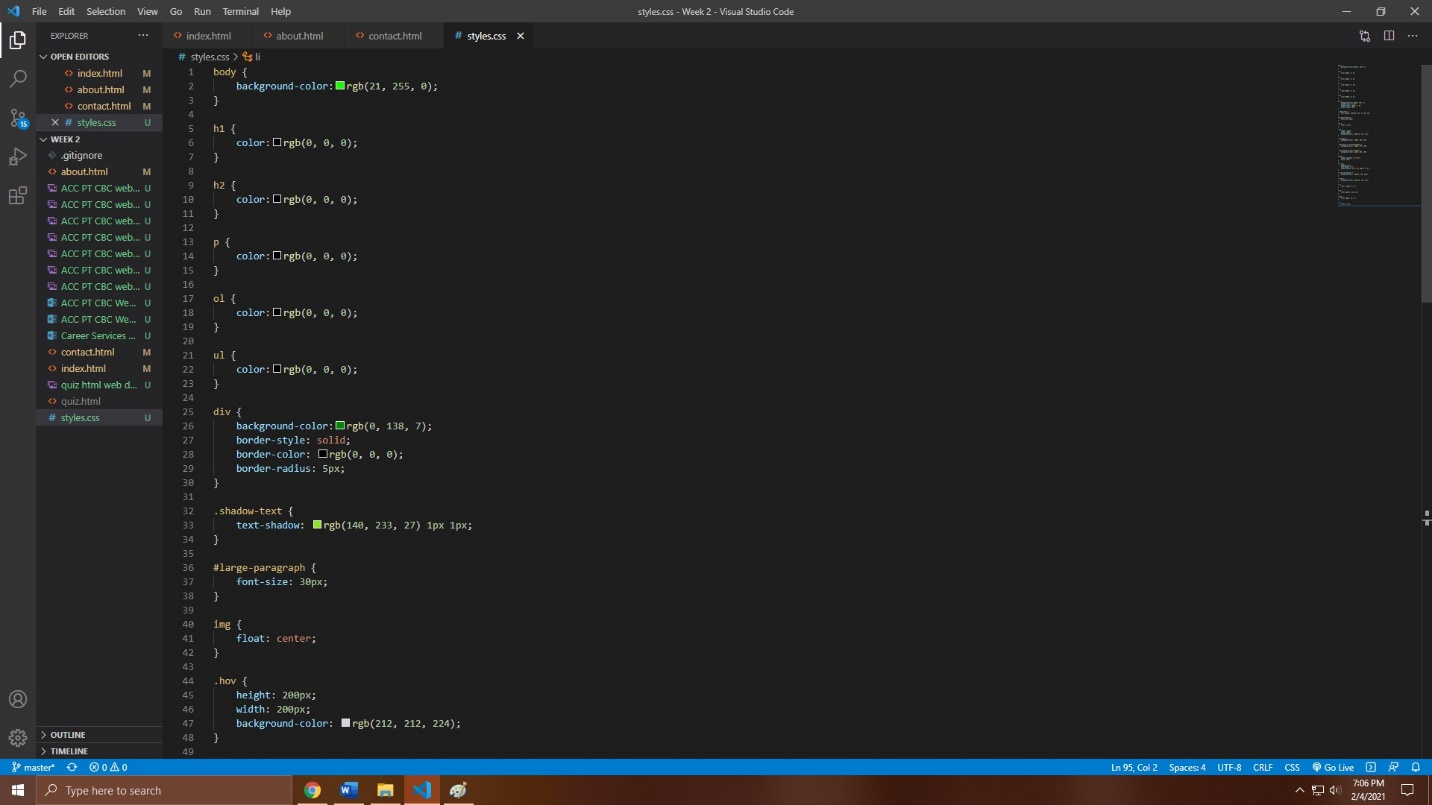 File Edit Selection View Go Run Terminal Help
styles.css - Week 2 - Visual Studio Code
EXPLORER
index.html
about.html
contact.html
# styles.css
OPEN EDITORS
index.html M
about.html M
contact.html M
# styles.css U
WEEK 2
.gitignore
about.html M
ACC PT CBC web... U
ACC PT CBC web... U
ACC PT CBC web... U
ACC PT CBC web... U
ACC PT CBC web... U
ACC PT CBC web... U
ACC PT CBC web... U
ACC PT CBC We... U
ACC PT CBC We... U
Career Services ... U
contact.html M
index.html M
quiz html web d... U
quiz.html
# styles.css U
OUTLINE
TIMELINE
15
# styles.css > li
1 body {
2 background-color: rgb(21, 255, 0);
3 }
4
5 h1 {
6 color: rgb(0, 0, 0);
7 }
8
9 h2 {
10 color: rgb(0, 0, 0);
11 }
12
13 p {
14 color: rgb(0, 0, 0);
15 }
16
17 ol {
18 color: rgb(0, 0, 0);
19 }
20
21 ul {
22 color: rgb(0, 0, 0);
23 }
24
25 div {
26 background-color: rgb(0, 138, 7);
27 border-style: solid;
28 border-color: rgb(0, 0, 0);
29 border-radius: 5px;
30 }
31
32 .shadow-text {
33 text-shadow: rgb(140, 233, 27) 1px 1px;
34 }
35
36 #large-paragraph {
37 font-size: 30px;
38 }
39
40 img {
41 float: center;
42 }
43
44 .hov {
45 height: 200px;
46 width: 200px;
47 background-color: rgb(212, 212, 224);
48 }
49
master* 0 0
Ln 95, Col 2 Spaces: 4 UTF-8 CRLF CSS Go Live
Type here to search
7:06 PM
2/4/2021